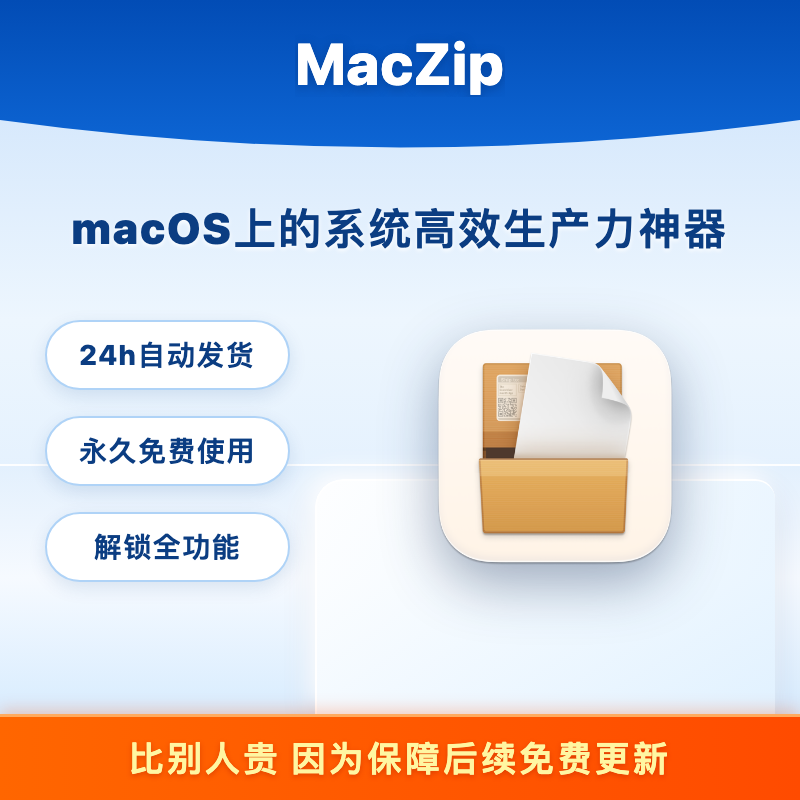 MacZip
macOS上的系统高效生产力神器
24h自动发货
永久免费使用
解锁全功能
比别人贵 因为保障后续免费更新